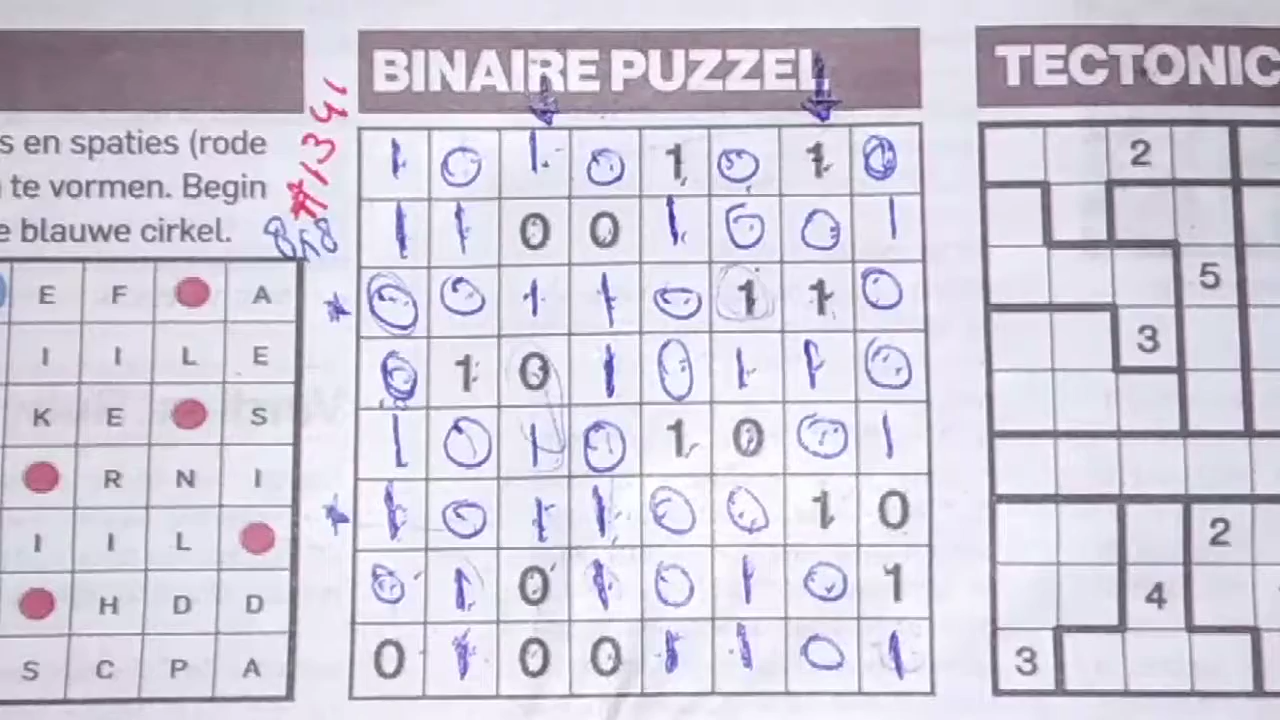 BINAIRE PUZZEL
TECTONIC
s en spaties (rode
te vormen. Begin
e blauwe cirkel.
#1341
8x8
E F A
I I L E
K E S
R N I
I I L
H D D
S C P A
1 0 1 0 1 0 1 0
1 1 0 0 1 0 0 1
0 0 1 1 0 1 1 0
0 1 0 1 0 1 1 0
1 0 1 0 1 0 0 1
1 0 1 1 0 0 1 0
0 1 0 1 0 1 0 1
0 1 0 0 1 1 0 1
2
5
3
2
4
3